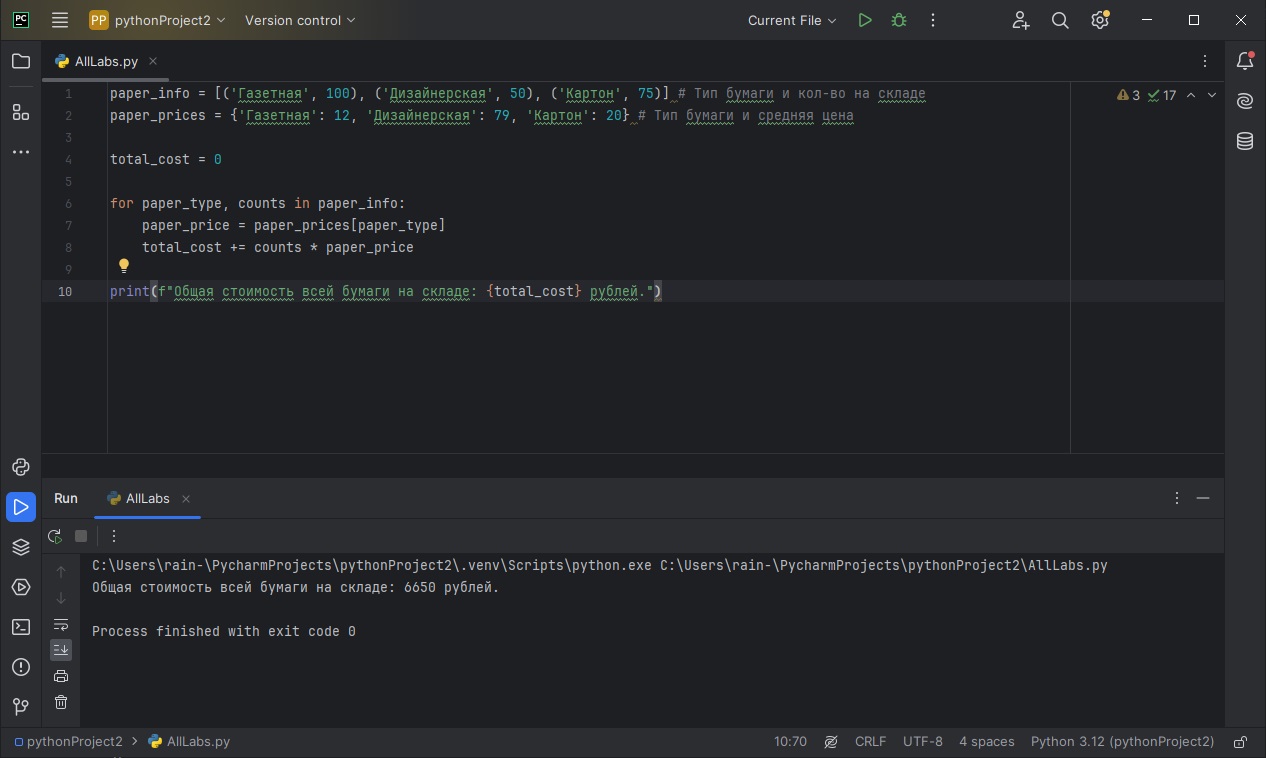 PC PP pythonProject2 Version control Current File
AllLabs.py
3 17
1 paper_info = [('Газетная', 100), ('Дизайнерская', 50), ('Картон', 75)] # Тип бумаги и кол-во на складе
2 paper_prices = {'Газетная': 12, 'Дизайнерская': 79, 'Картон': 20} # Тип бумаги и средняя цена
3
4 total_cost = 0
5
6 for paper_type, counts in paper_info:
7 paper_price = paper_prices[paper_type]
8 total_cost += counts * paper_price
9
10 print(f"Общая стоимость всей бумаги на складе: {total_cost} рублей.")
Run AllLabs
C:\Users\rain-\PycharmProjects\pythonProject2\.venv\Scripts\python.exe C:\Users\rain-\PycharmProjects\pythonProject2\AllLabs.py
Общая стоимость всей бумаги на складе: 6650 рублей.
Process finished with exit code 0
pythonProject2 > AllLabs.py 10:70 CRLF UTF-8 4 spaces Python 3.12 (pythonProject2)